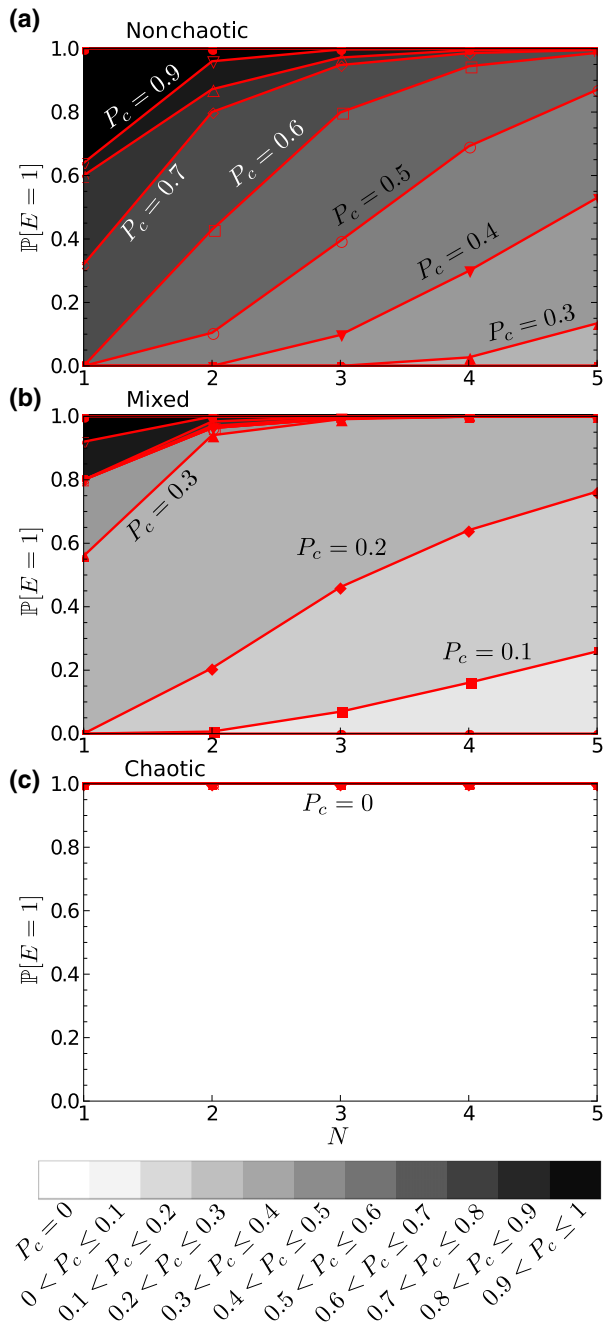 (a) Nonchaotic
1.0
0.8
0.6
0.4
0.2
0.0
ℙ[E = 1]
P_c = 0.9
P_c = 0.7
P_c = 0.6
P_c = 0.5
P_c = 0.4
P_c = 0.3
1 2 3 4 5
(b) Mixed
1.0
0.8
0.6
0.4
0.2
0.0
ℙ[E = 1]
P_c = 0.3
P_c = 0.2
P_c = 0.1
1 2 3 4 5
(c) Chaotic
1.0
0.8
0.6
0.4
0.2
0.0
ℙ[E = 1]
P_c = 0
1 2 3 4 5
N
P_c = 0
0 < P_c ≤ 0.1
0.1 < P_c ≤ 0.2
0.2 < P_c ≤ 0.3
0.3 < P_c ≤ 0.4
0.4 < P_c ≤ 0.5
0.5 < P_c ≤ 0.6
0.6 < P_c ≤ 0.7
0.7 < P_c ≤ 0.8
0.8 < P_c ≤ 0.9
0.9 < P_c ≤ 1